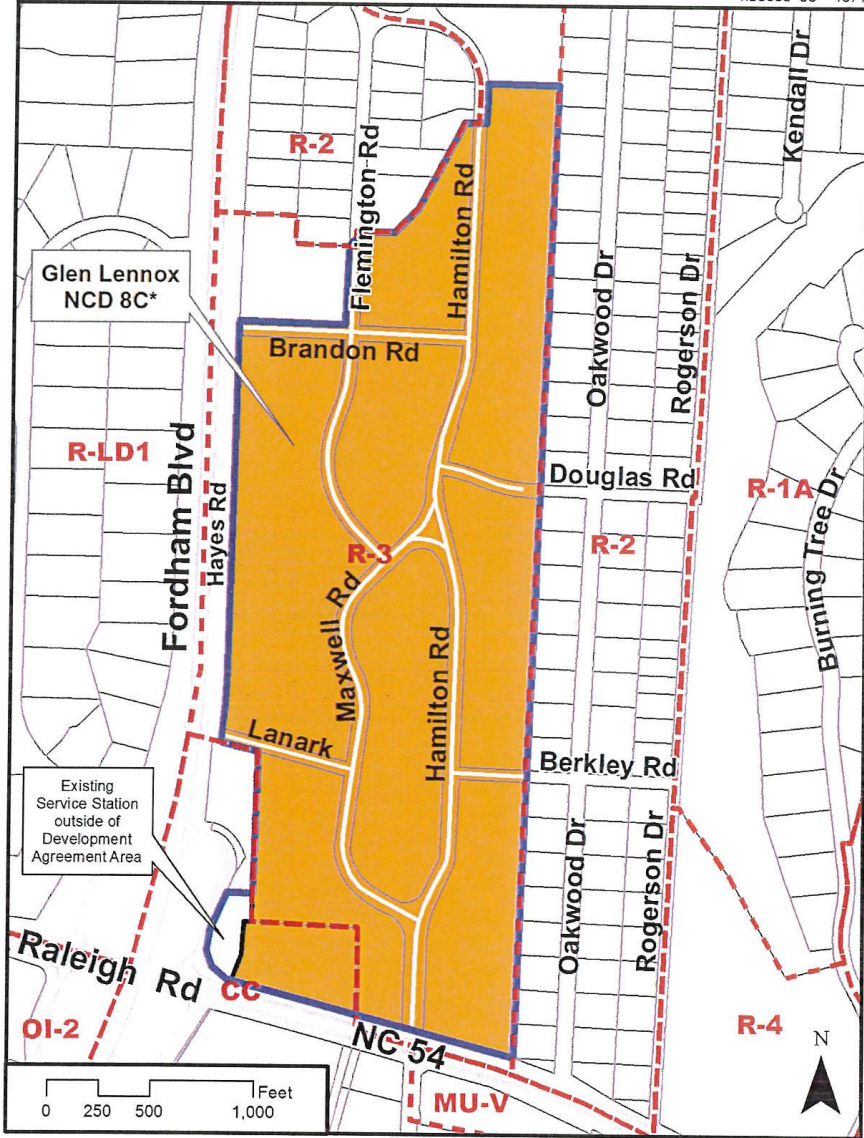 Kendall Dr
R-2
Flemington Rd
Hamilton Rd
Glen Lennox
NCD 8C*
Oakwood Dr
Rogerson Dr
Brandon Rd
Fordham Blvd
R-LD1
Hayes Rd
Douglas Rd
R-1A
R-3
R-2
Burning Tree Dr
Maxwell Rd
Hamilton Rd
Lanark
Berkley Rd
Existing
Service Station
outside of
Development
Agreement Area
Oakwood Dr
Rogerson Dr
Raleigh Rd
CC
OI-2
NC 54
R-4
N
MU-V
Feet
0 250 500 1,000